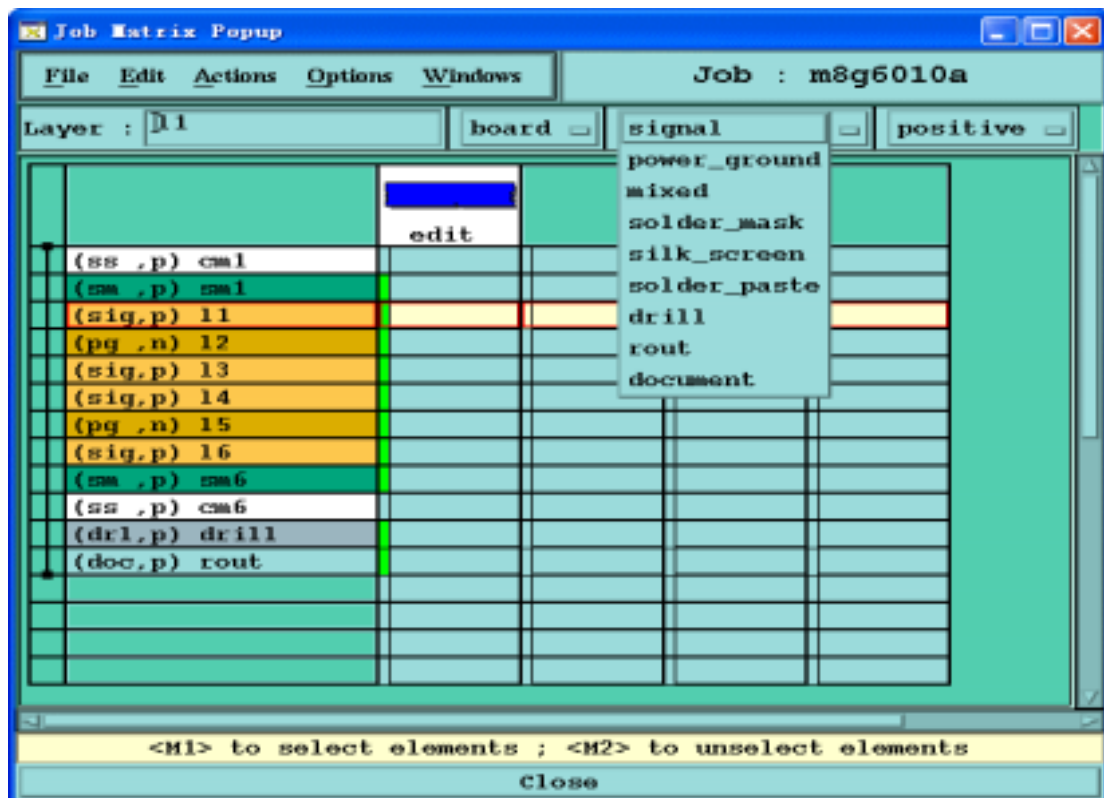 Job Matrix Popup
File Edit Actions Options Windows
Job : m8g6010a
Layer : l1
board
signal
positive
power_ground
mixed
solder_mask
silk_screen
solder_paste
drill
rout
document
edit
(ss ,p) cm1
(sm ,p) sm1
(sig,p) l1
(pg ,n) l2
(sig,p) l3
(sig,p) l4
(pg ,n) l5
(sig,p) l6
(sm ,p) sm6
(ss ,p) cm6
(drl,p) drill
(doc,p) rout
<M1> to select elements ; <M2> to unselect elements
Close